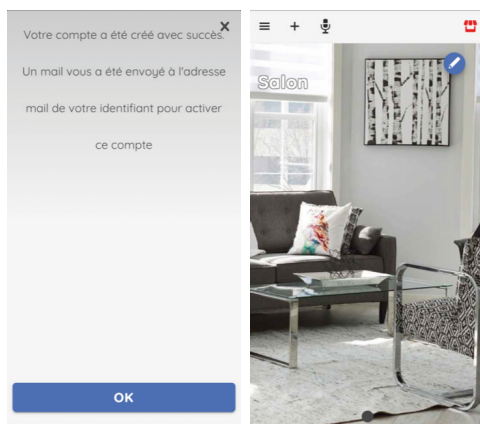 Votre compte a été créé avec succès.
Un mail vous a été envoyé à l'adresse
mail de votre identifiant pour activer
ce compte
OK
Salon